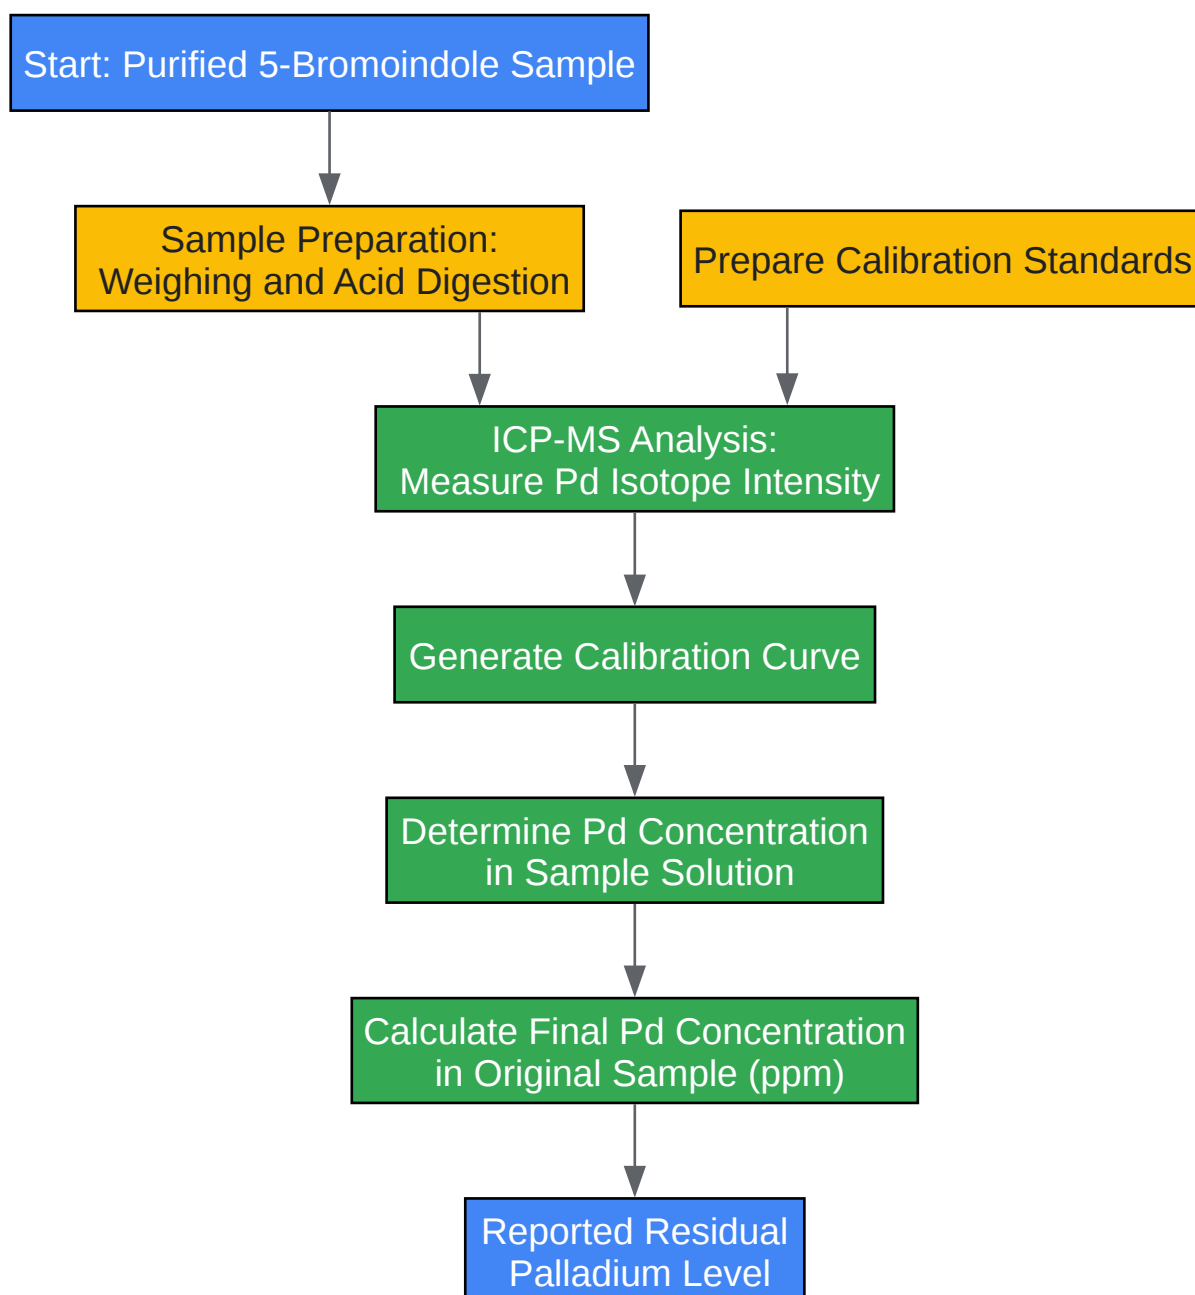 Start: Purified 5-Bromoindole Sample
Sample Preparation:
Weighing and Acid Digestion
Prepare Calibration Standards
ICP-MS Analysis:
Measure Pd Isotope Intensity
Generate Calibration Curve
Determine Pd Concentration
in Sample Solution
Calculate Final Pd Concentration
in Original Sample (ppm)
Reported Residual
Palladium Level